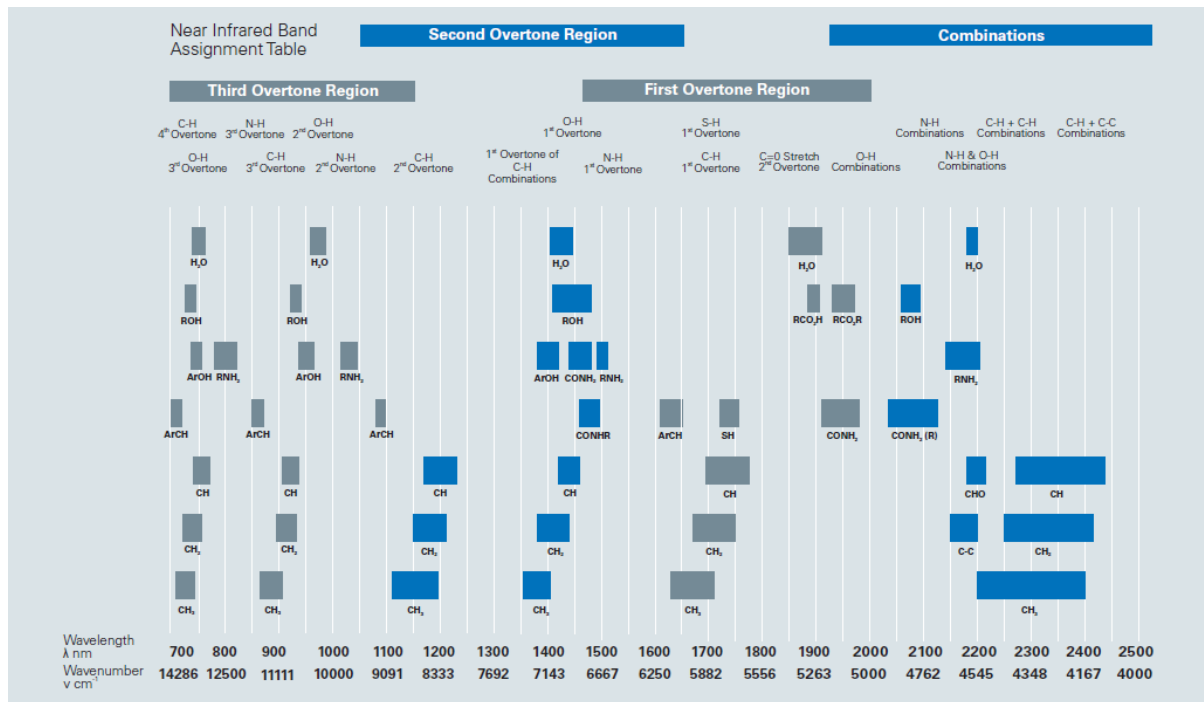 Near Infrared Band
Assignment Table
Second Overtone Region
Combinations
Third Overtone Region
First Overtone Region
C-H
4th Overtone
N-H
3rd Overtone
O-H
2nd Overtone
O-H
1st Overtone
S-H
1st Overtone
N-H
Combinations
C-H + C-H
Combinations
C-H + C-C
Combinations
O-H
3rd Overtone
C-H
3rd Overtone
N-H
2nd Overtone
C-H
2nd Overtone
1st Overtone of
C-H
Combinations
N-H
1st Overtone
C-H
1st Overtone
C=0 Stretch
2nd Overtone
O-H
Combinations
N-H & O-H
Combinations
H₂O H₂O H₂O H₂O H₂O
ROH ROH ROH RCO₂H RCO₂R ROH
ArOH RNH₂ ArOH RNH₂ ArOH CONH₂ RNH₂ RNH₂
ArCH ArCH ArCH CONHR ArCH SH CONH₂ CONH₂ (R)
CH CH CH CH CH CHO CH
CH₂ CH₂ CH₂ CH₂ CH₂ C-C CH₂
CH₃ CH₃ CH₃ CH₃ CH₃ CH₃
Wavelength
λ nm
700 800 900 1000 1100 1200 1300 1400 1500 1600 1700 1800 1900 2000 2100 2200 2300 2400 2500
Wavenumber
v cm⁻¹
14286 12500 11111 10000 9091 8333 7692 7143 6667 6250 5882 5556 5263 5000 4762 4545 4348 4167 4000